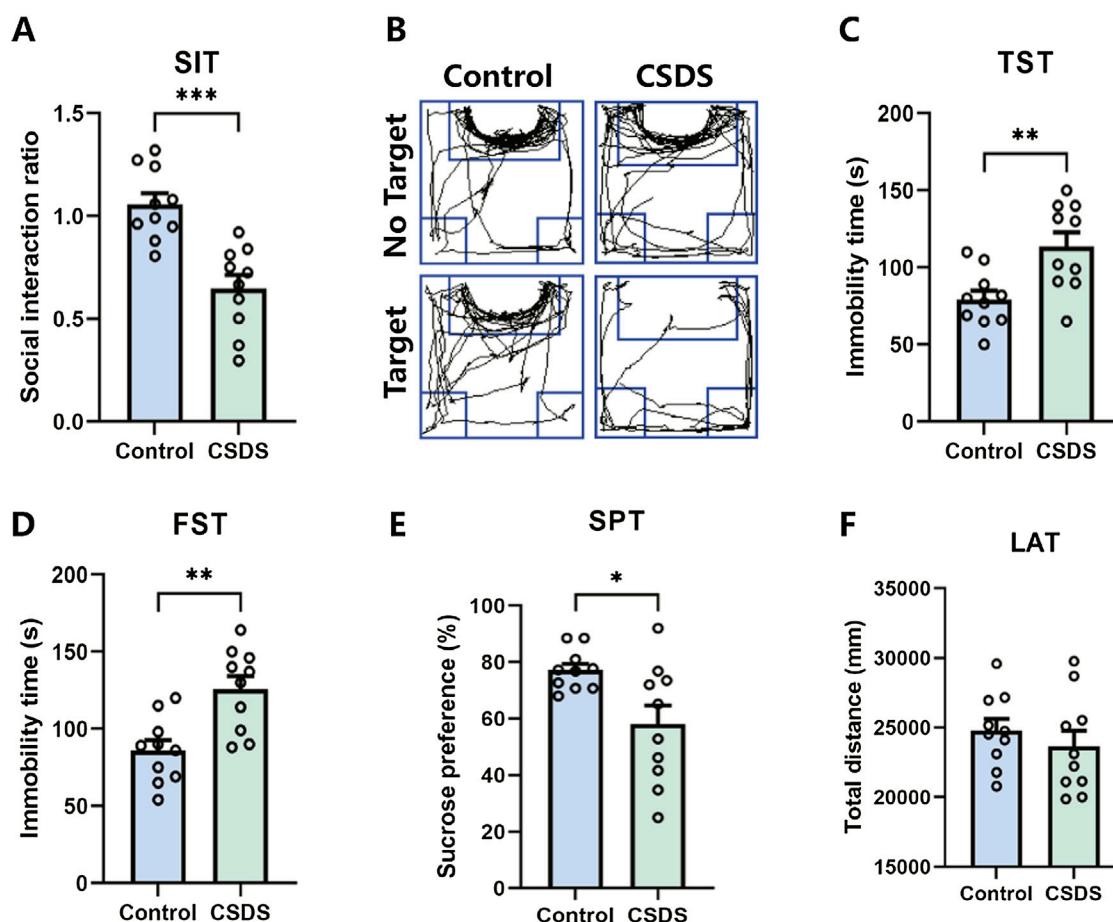 A
SIT
***
Social interaction ratio
1.5
1.0
0.5
0.0
Control CSDS
B
Control CSDS
No Target
Target
C
TST
**
Immobility time (s)
200
150
100
50
0
Control CSDS
D
FST
**
Immobility time (s)
200
150
100
50
0
Control CSDS
E
SPT
*
Sucrose preference (%)
100
80
60
40
20
0
Control CSDS
F
LAT
Total distance (mm)
35000
30000
25000
20000
15000
Control CSDS